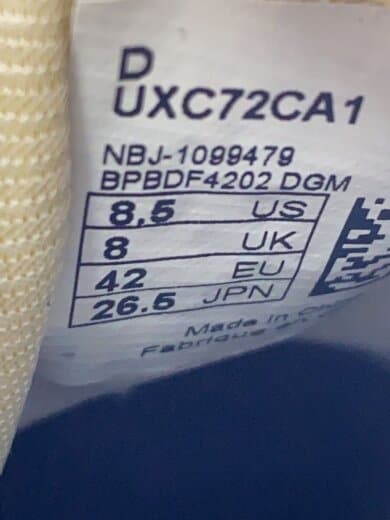 D
UXC72CA1
NBJ-1099479
BPBDF4202 DGM
8.5 US
8 UK
42 EU
26.5 JPN
Made in
Fabriqué